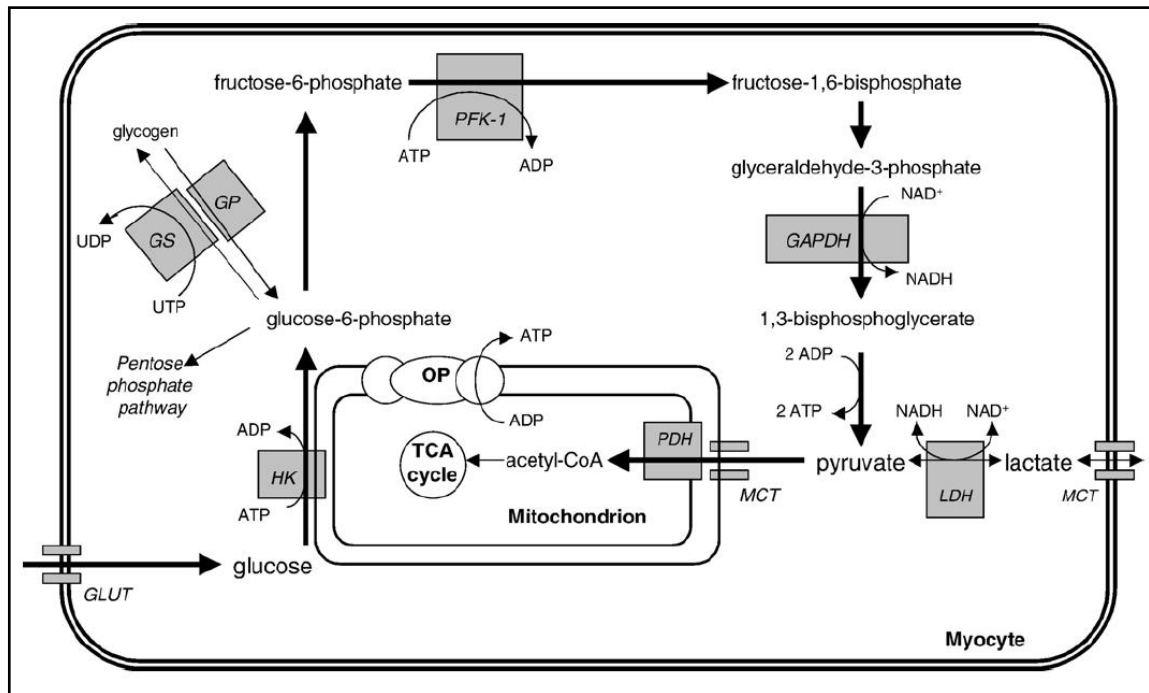 fructose-6-phosphate
PFK-1
ATP
ADP
fructose-1,6-bisphosphate
glycogen
GP
GS
UDP
UTP
glyceraldehyde-3-phosphate
NAD⁺
GAPDH
NADH
glucose-6-phosphate
1,3-bisphosphoglycerate
Pentose
phosphate
pathway
OP
ATP
ADP
2 ADP
2 ATP
ADP
HK
ATP
TCA
cycle
acetyl-CoA
PDH
MCT
Mitochondrion
pyruvate
NADH
NAD⁺
LDH
lactate
MCT
glucose
GLUT
Myocyte